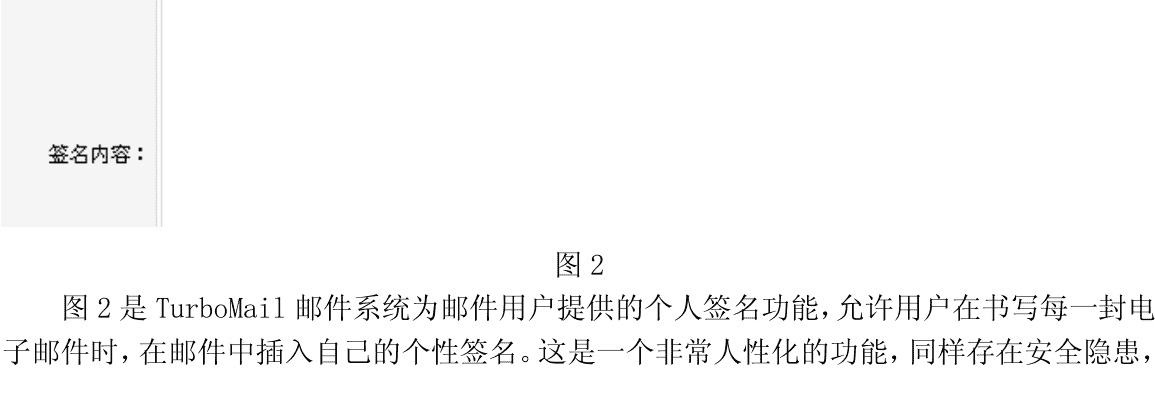 签名内容：
图 2
图 2 是 TurboMail 邮件系统为邮件用户提供的个人签名功能，允许用户在书写每一封电
子邮件时，在邮件中插入自己的个性签名。这是一个非常人性化的功能，同样存在安全隐患，